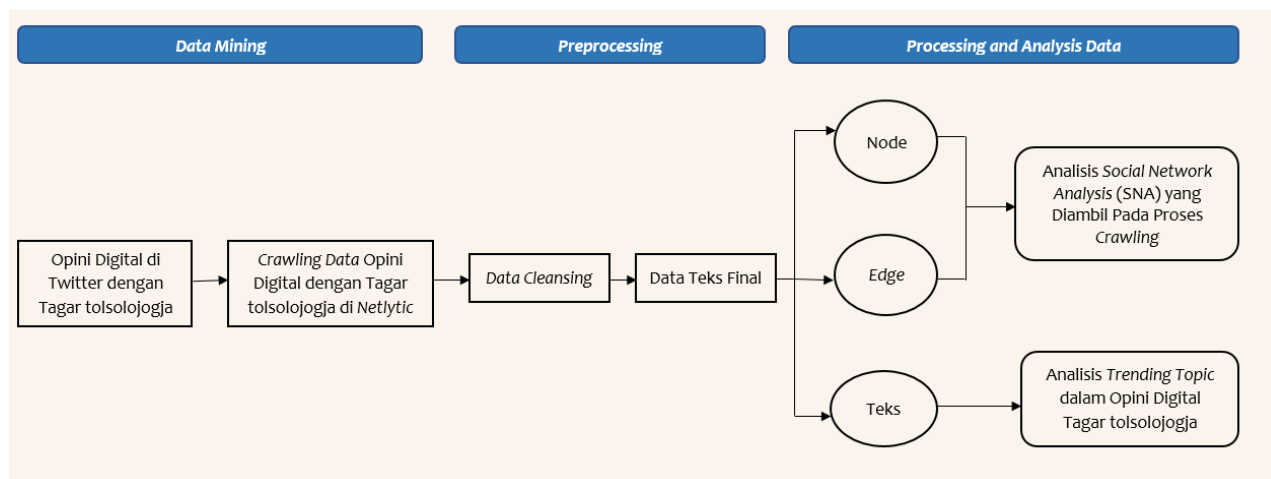 Data Mining
Preprocessing
Processing and Analysis Data
Opini Digital di
Twitter dengan
Tagar tolsolojogja
Crawling Data Opini
Digital dengan Tagar
tolsolojogja di Netlytic
Data Cleansing
Data Teks Final
Node
Edge
Teks
Analisis Social Network
Analysis (SNA) yang
Diambil Pada Proses
Crawling
Analisis Trending Topic
dalam Opini Digital
Tagar tolsolojogja